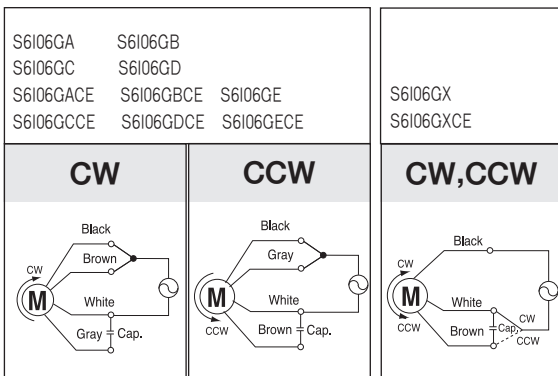 S6I06GA S6I06GB
S6I06GC S6I06GD
S6I06GACE S6I06GBCE S6I06GE
S6I06GCCE S6I06GDCE S6I06GECE
S6I06GX
S6I06GXCE
CW
CCW
CW,CCW
Black
Brown
CW
M
White
Gray Cap.
Black
Gray
M
White
CCW
Brown Cap.
Black
CW
M
White
CW
Brown Cap.
CCW
CCW